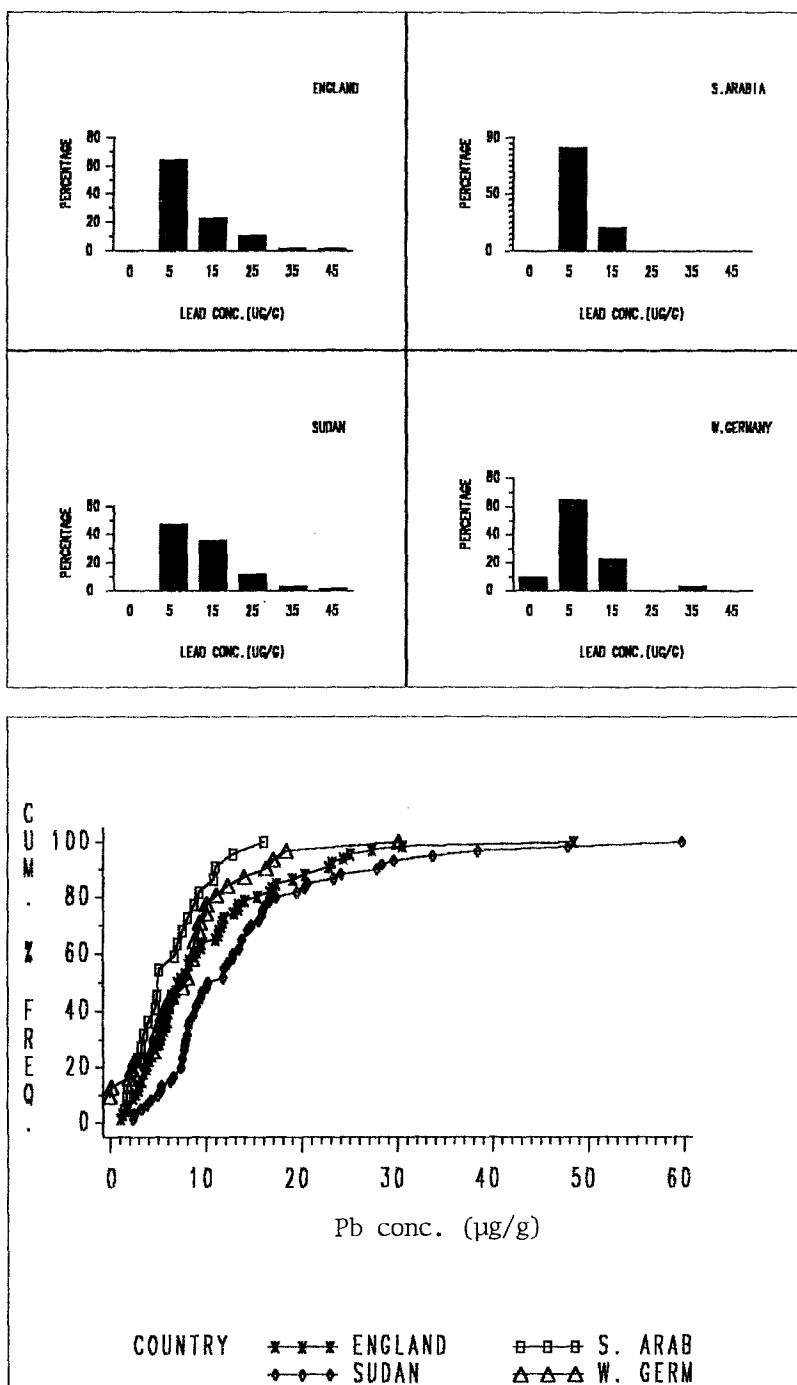 ENGLAND
PERCENTAGE
80
60
40
20
0
0 5 15 25 35 45
LEAD CONC.(UG/G)
S.ARABIA
PERCENTAGE
90
50
0
0 5 15 25 35 45
LEAD CONC.(UG/G)
SUDAN
PERCENTAGE
60
40
20
0
0 5 15 25 35 45
LEAD CONC.(UG/G)
W.GERMANY
PERCENTAGE
80
60
40
20
0
0 5 15 25 35 45
LEAD CONC.(UG/G)
CUM. % FREQ.
100
80
60
40
20
0
0 10 20 30 40 50 60
Pb conc. (µg/g)
COUNTRY ENGLAND S. ARAB
SUDAN W. GERM